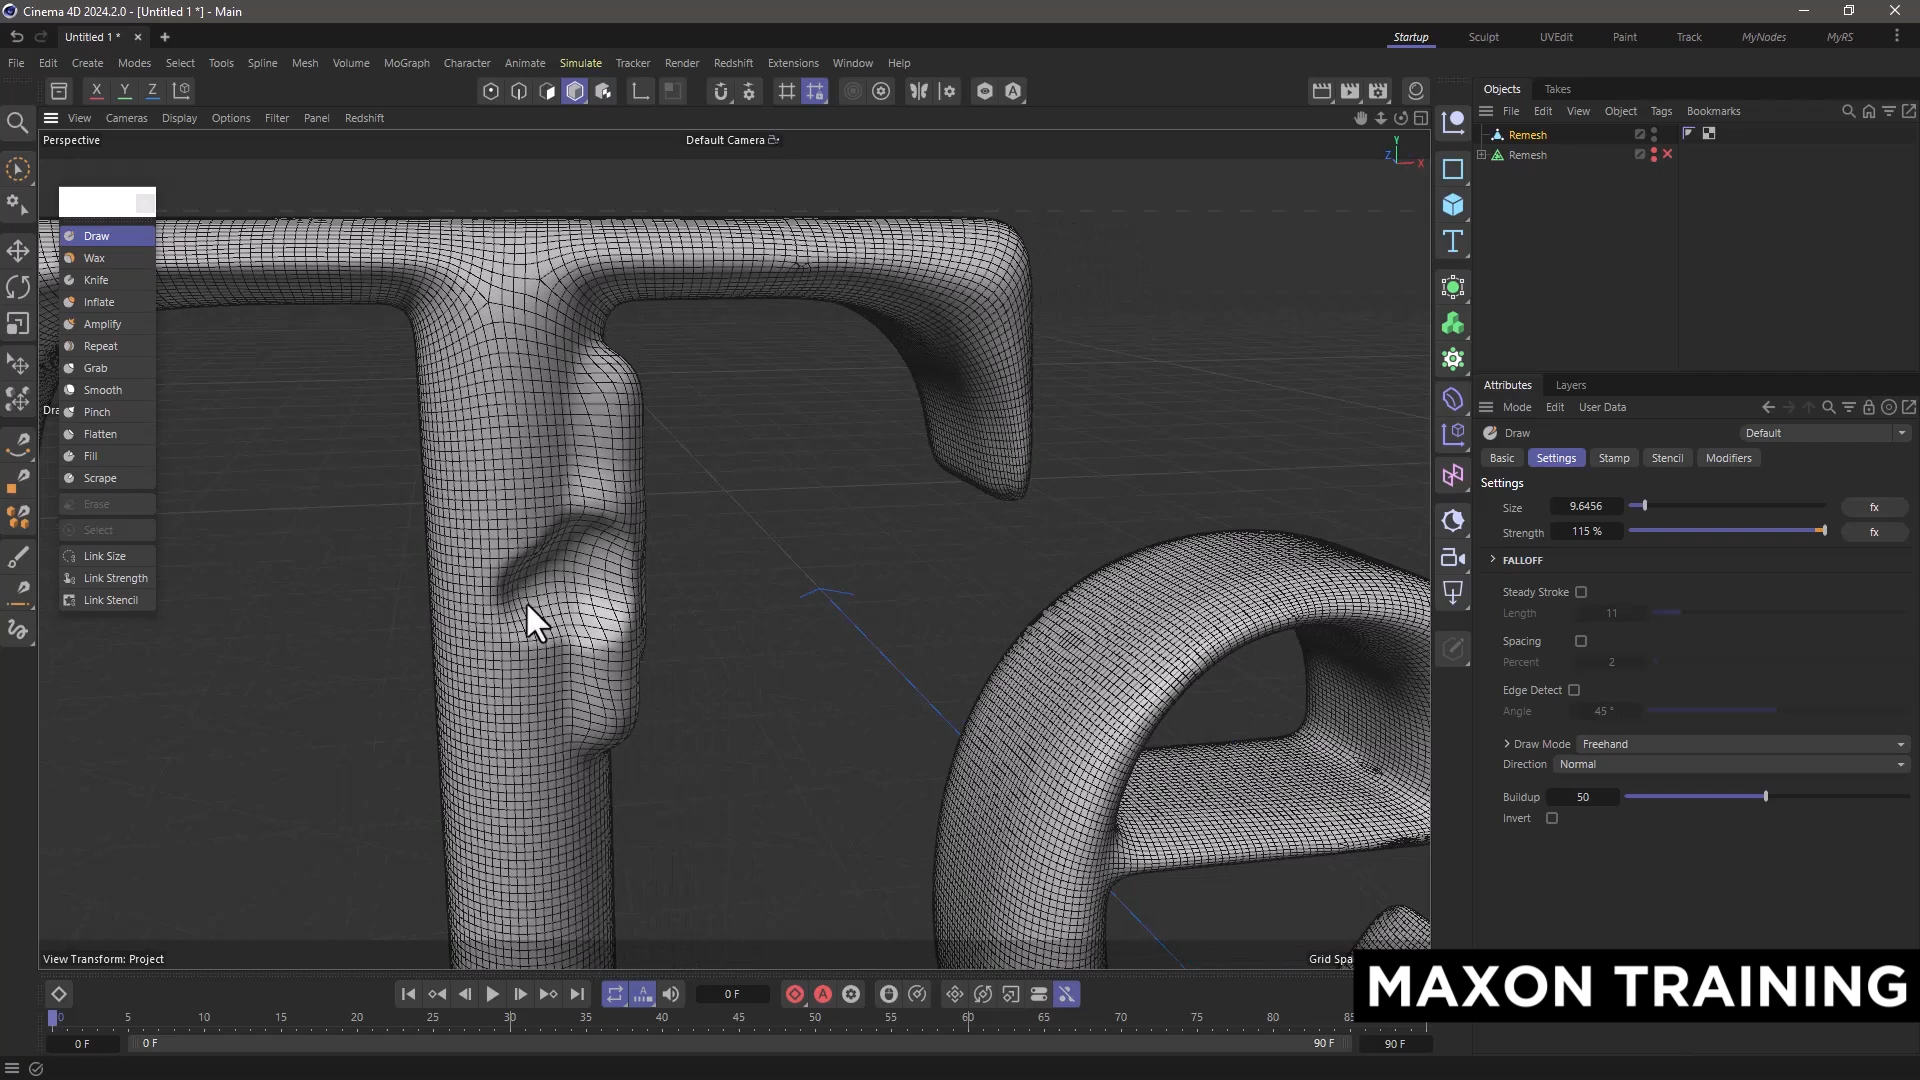 Cinema 4D 2024.2.0 - [Untitled 1 *] - Main
Untitled 1 *
Startup Sculpt UVEdit Paint Track MyNodes MyRS
File Edit Create Modes Select Tools Spline Mesh Volume MoGraph Character Animate Simulate Tracker Render Redshift Extensions Window Help
X Y Z
Objects Takes
View Cameras Display Options Filter Panel Redshift
File Edit View Object Tags Bookmarks
Perspective
Default Camera
Y
Z
X
Remesh
Remesh
Draw
Wax
Knife
Inflate
Amplify
Repeat
Grab
Smooth
Pinch
Flatten
Fill
Scrape
Erase
Select
Link Size
Link Strength
Link Stencil
Attributes Layers
Mode Edit User Data
Draw Default
Basic Settings Stamp Stencil Modifiers
Settings
Size 9.6456 fx
Strength 115 % fx
FALLOFF
Steady Stroke
Length 11
Spacing
Percent 2
Edge Detect
Angle 45 °
Draw Mode Freehand
Direction Normal
Buildup 50
Invert
View Transform: Project
Grid Spa
MAXON TRAINING
0 F
0 5 10 15 20 25 30 35 40 45 50 55 60 65 70 75 80
0 F 0 F 90 F 90 F